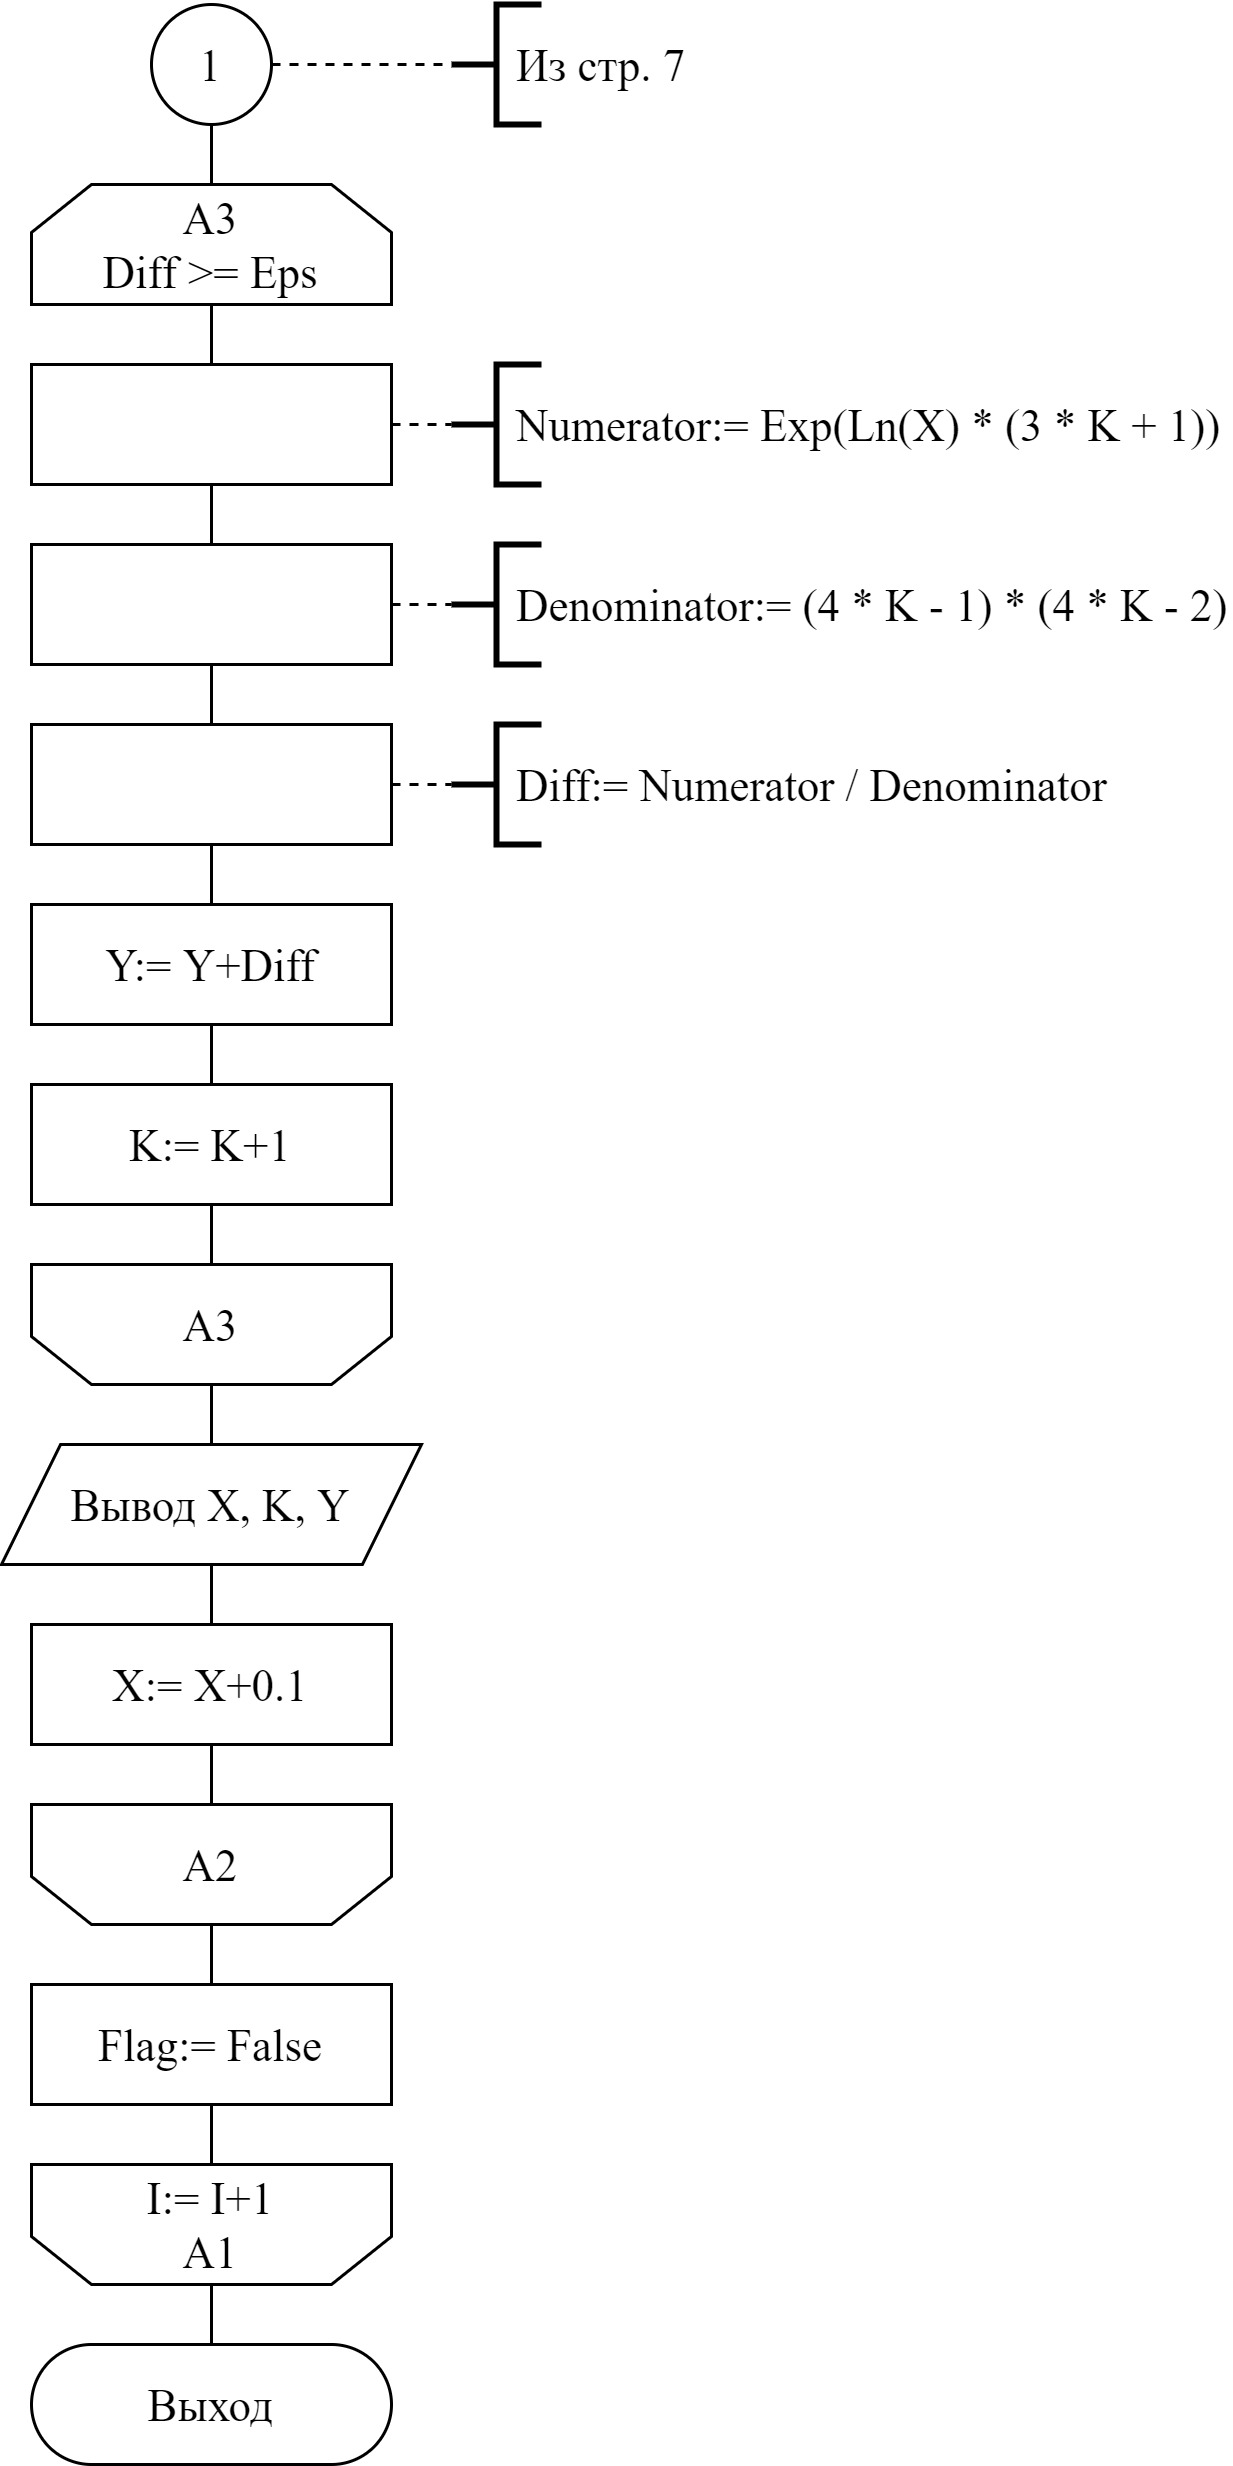 1
Из стр. 7
A3
Diff >= Eps
Numerator:= Exp(Ln(X) * (3 * K + 1))
Denominator:= (4 * K - 1) * (4 * K - 2)
Diff:= Numerator / Denominator
Y:= Y+Diff
K:= K+1
A3
Вывод X, K, Y
X:= X+0.1
A2
Flag:= False
I:= I+1
A1
Выход